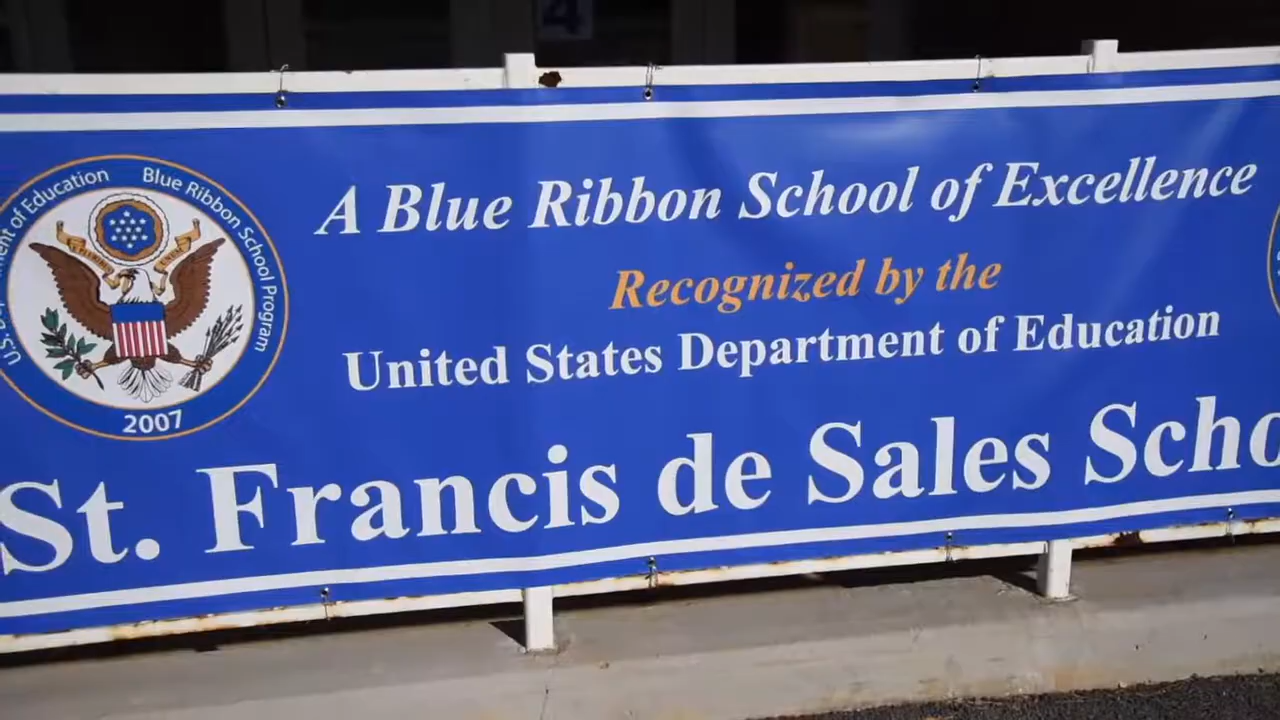 4
U.S. Department of Education Blue Ribbon School Program
2007
A Blue Ribbon School of Excellence
Recognized by the
United States Department of Education
St. Francis de Sales Scho